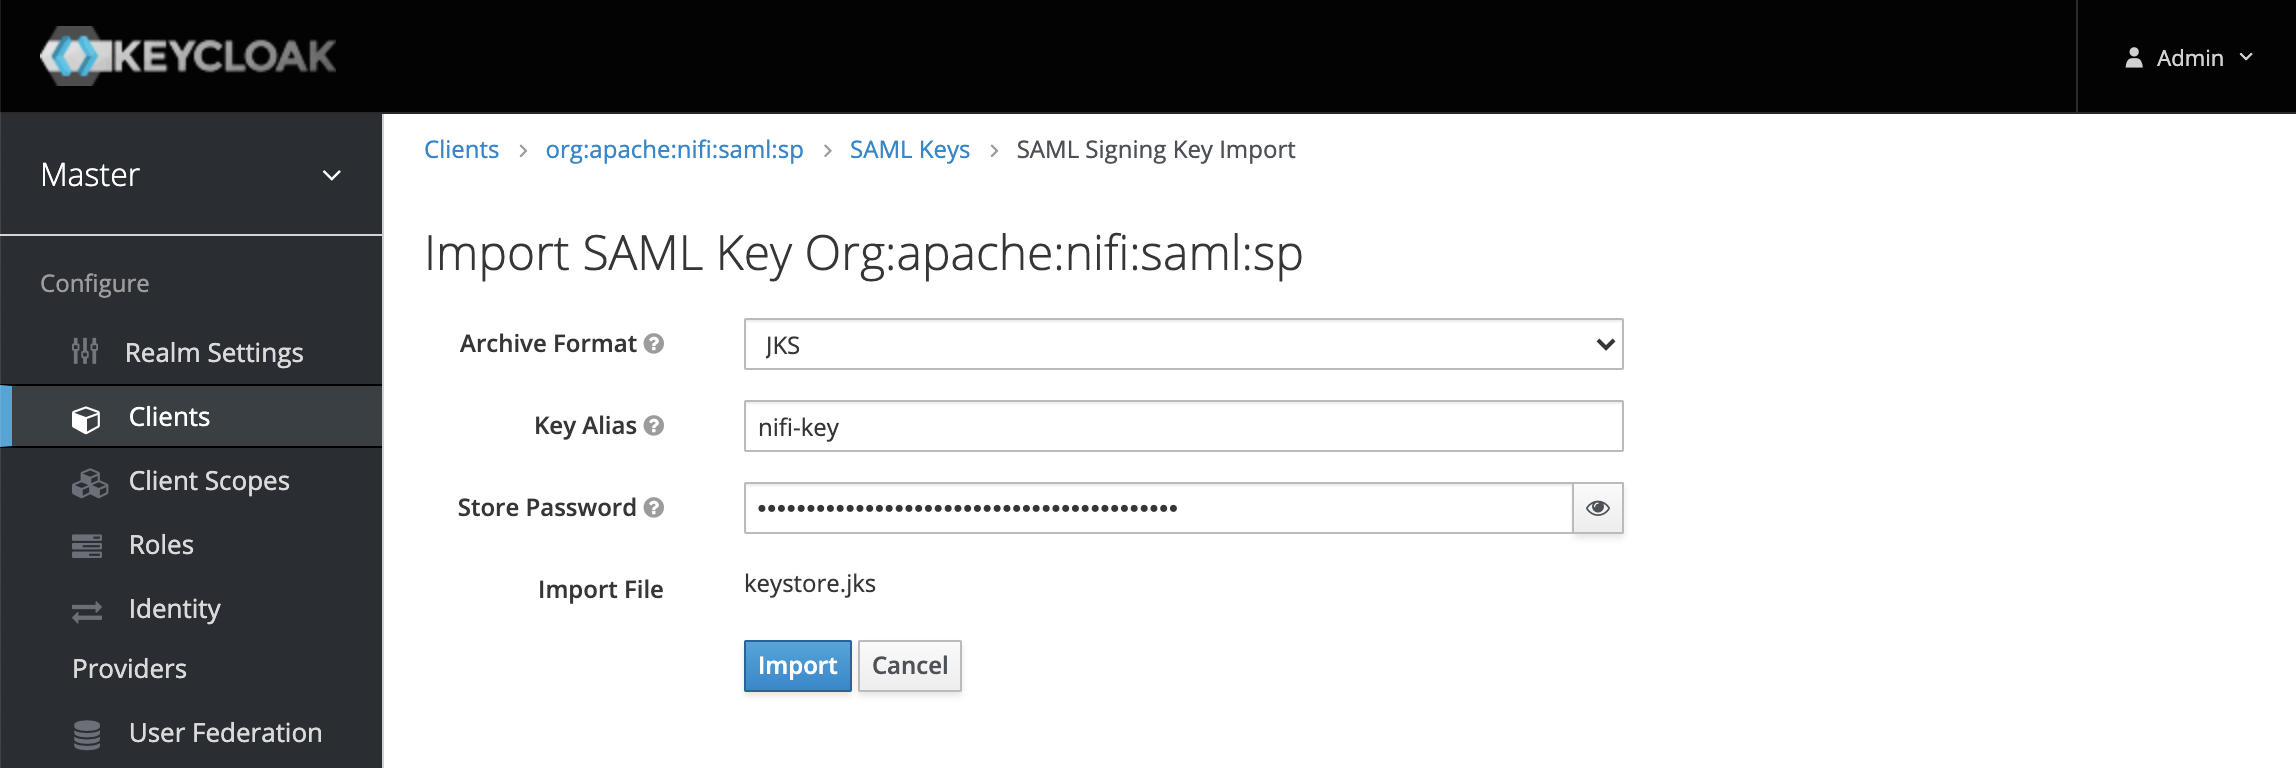 KEYCLOAK
Admin
Master
Configure
Realm Settings
Clients
Client Scopes
Roles
Identity
Providers
User Federation
Clients > org:apache:nifi:saml:sp > SAML Keys > SAML Signing Key Import
Import SAML Key Org:apache:nifi:saml:sp
Archive Format
JKS
Key Alias
nifi-key
Store Password
•••••••••••••••••••••••••••••••••••••••••••
Import File
keystore.jks
Import Cancel